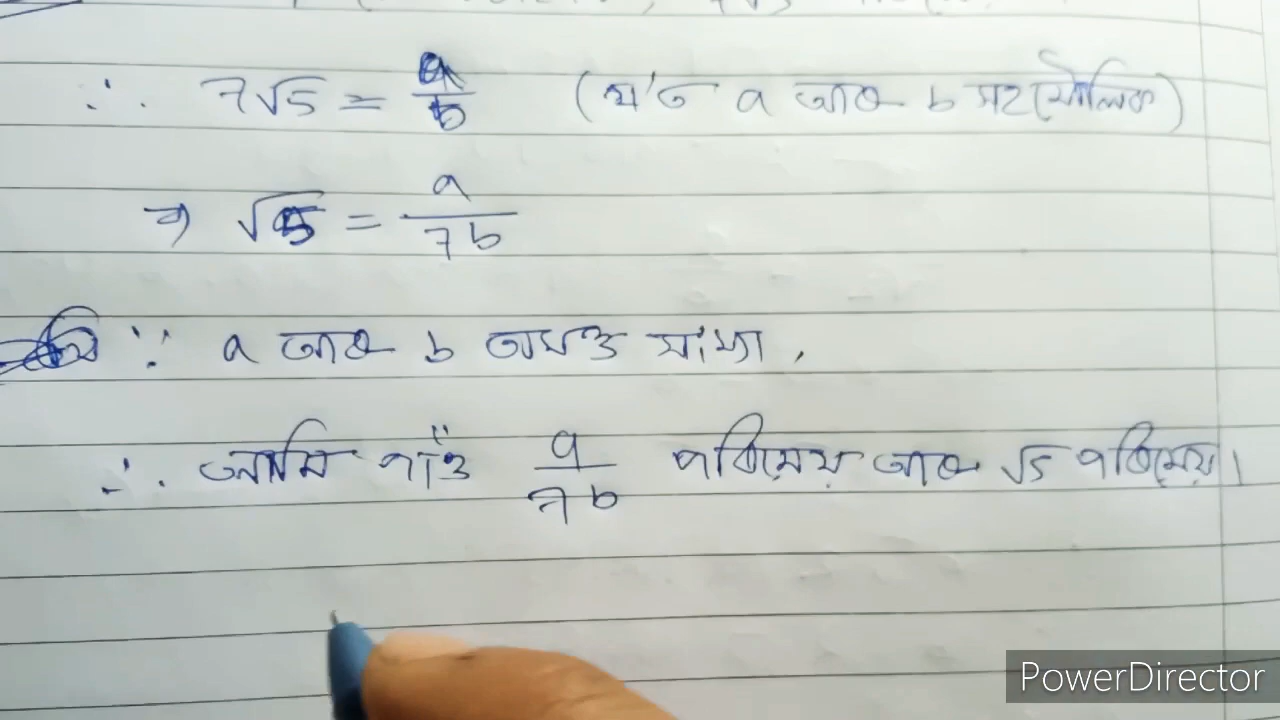 ∴ 7√5 = a/b (য'ত a আৰু b সহমৌলিক)
⇒ √5 = a/7b
∵ a আৰু b অখণ্ড সংখ্যা,
∴ আমি পাওঁ a/7b পৰিমেয় আৰু √5 পৰিমেয়।
PowerDirector